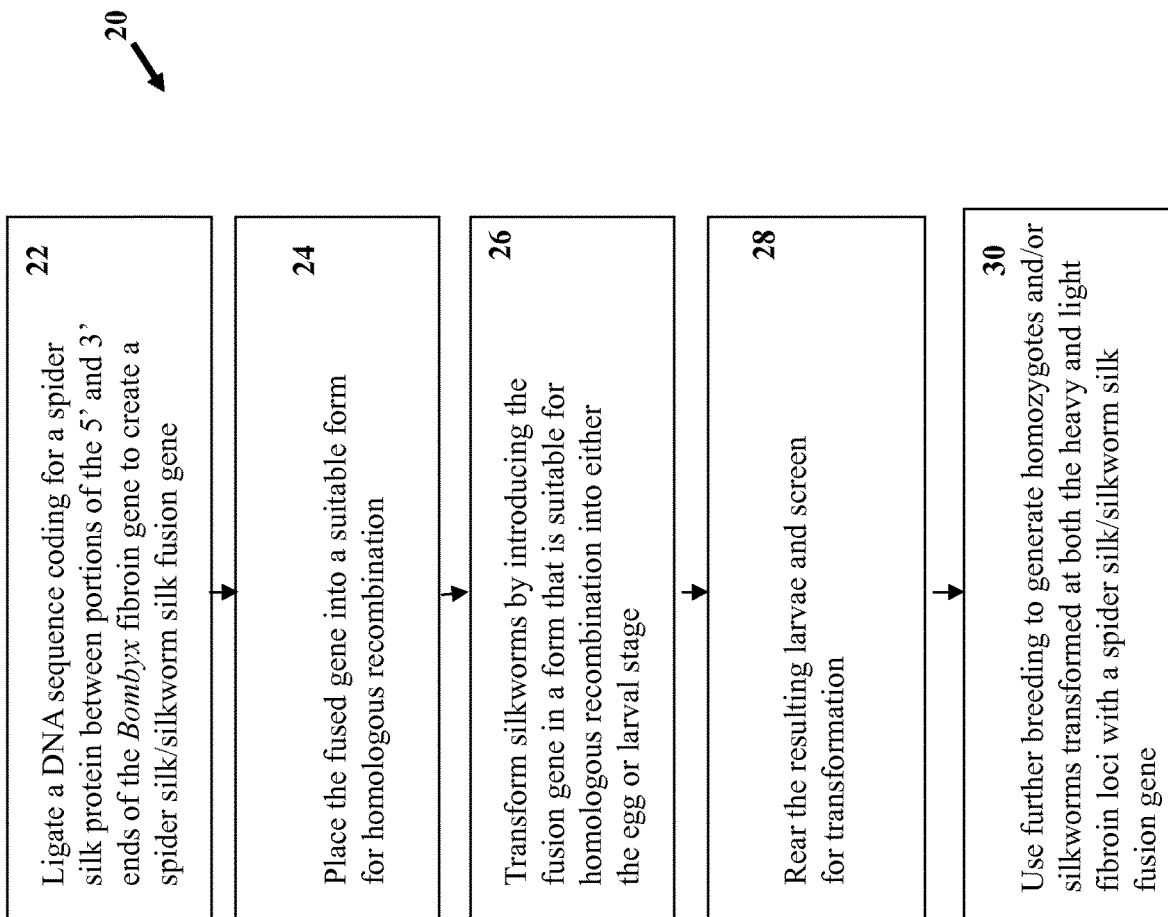 20
22
Ligate a DNA sequence coding for a spider
silk protein between portions of the 5’ and 3’
ends of the Bombyx fibroin gene to create a
spider silk/silkworm silk fusion gene
24
Place the fused gene into a suitable form
for homologous recombination
26
Transform silkworms by introducing the
fusion gene in a form that is suitable for
homologous recombination into either
the egg or larval stage
28
Rear the resulting larvae and screen
for transformation
30
Use further breeding to generate homozygotes and/or
silkworms transformed at both the heavy and light
fibroin loci with a spider silk/silkworm silk
fusion gene